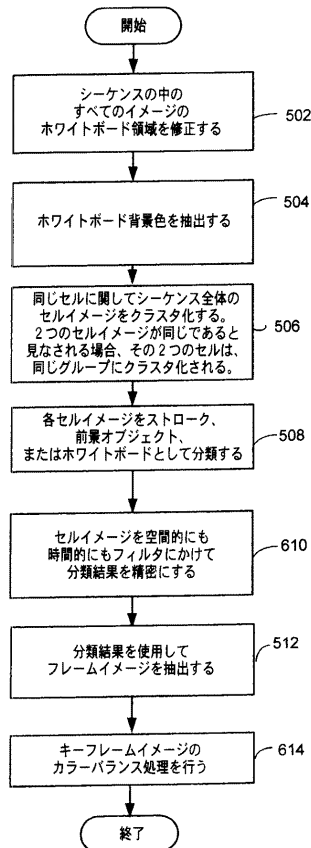 開始
シーケンスの中の
すべてのイメージの
ホワイトボード領域を修正する
502
ホワイトボード背景色を抽出する
504
同じセルに関してシーケンス全体の
セルイメージをクラスタ化する。
2つのセルイメージが同じであると
見なされる場合、その2つのセルは、
同じグループにクラスタ化される。
506
各セルイメージをストローク、
前景オブジェクト、
またはホワイトボードとして分類する
508
セルイメージを空間的にも
時間的にもフィルタにかけて
分類結果を精密にする
610
分類結果を使用して
フレームイメージを抽出する
512
キーフレームイメージの
カラーバランス処理を行う
614
終了